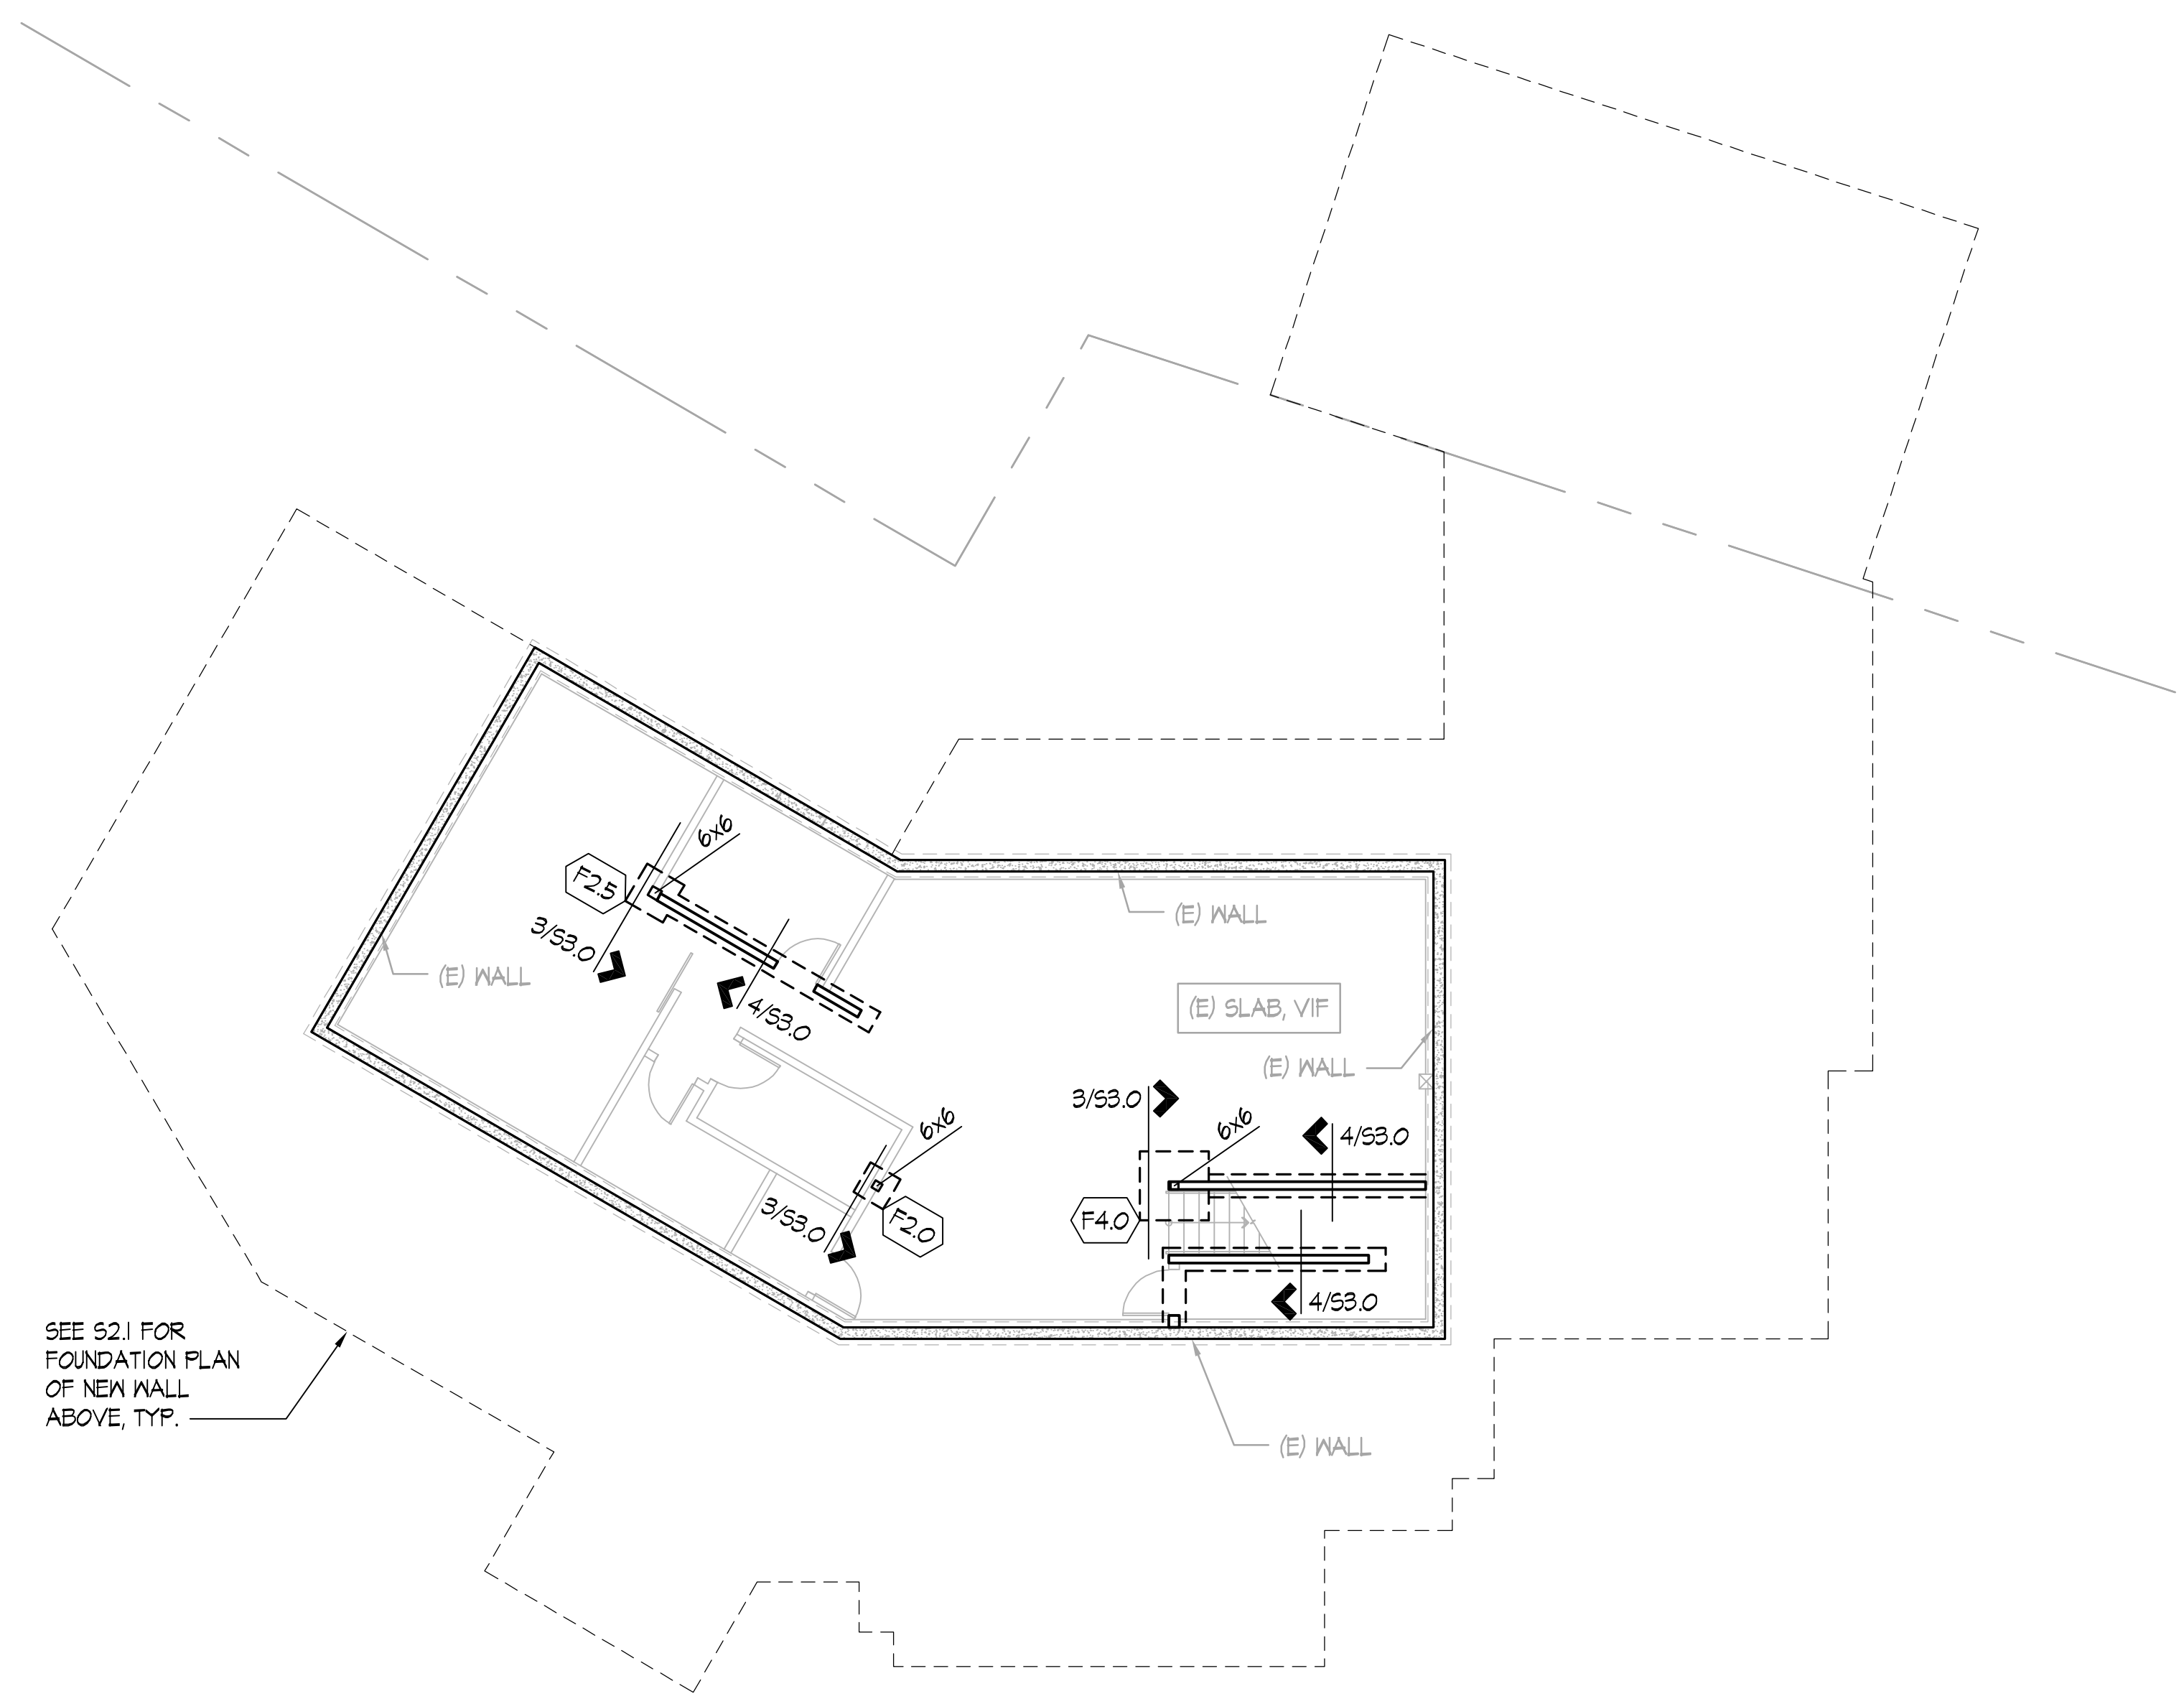 6x6
F2.5
3/S3.0
(E) WALL
(E) WALL
4/S3.0
(E) SLAB, VIF
(E) WALL
3/S3.0
6x6
6x6
4/S3.0
F4.0
3/S3.0
F2.0
4/S3.0
SEE S2.1 FOR
FOUNDATION PLAN
OF NEW WALL
ABOVE, TYP.
(E) WALL